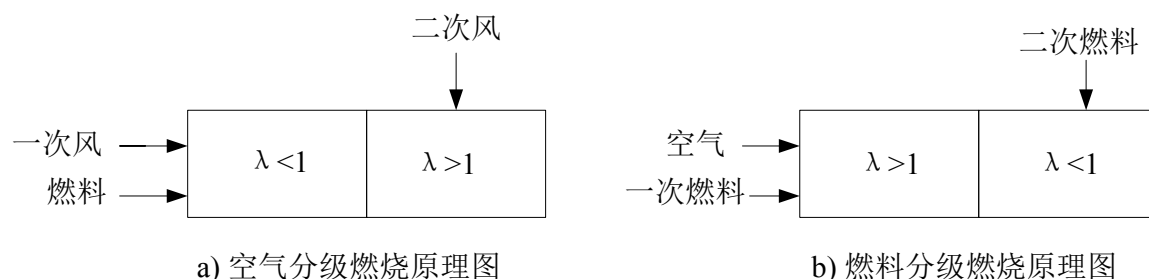 二次风
一次风
燃料
λ<1
λ>1
a) 空气分级燃烧原理图
二次燃料
空气
一次燃料
λ>1
λ<1
b) 燃料分级燃烧原理图